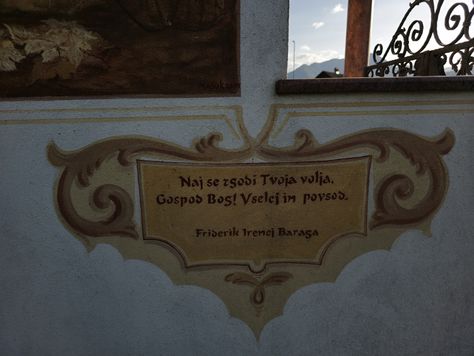 Naj se zgodi Tvoja volja,
Gospod Bog! Vselej in povsod.
Friderik Irenej Baraga